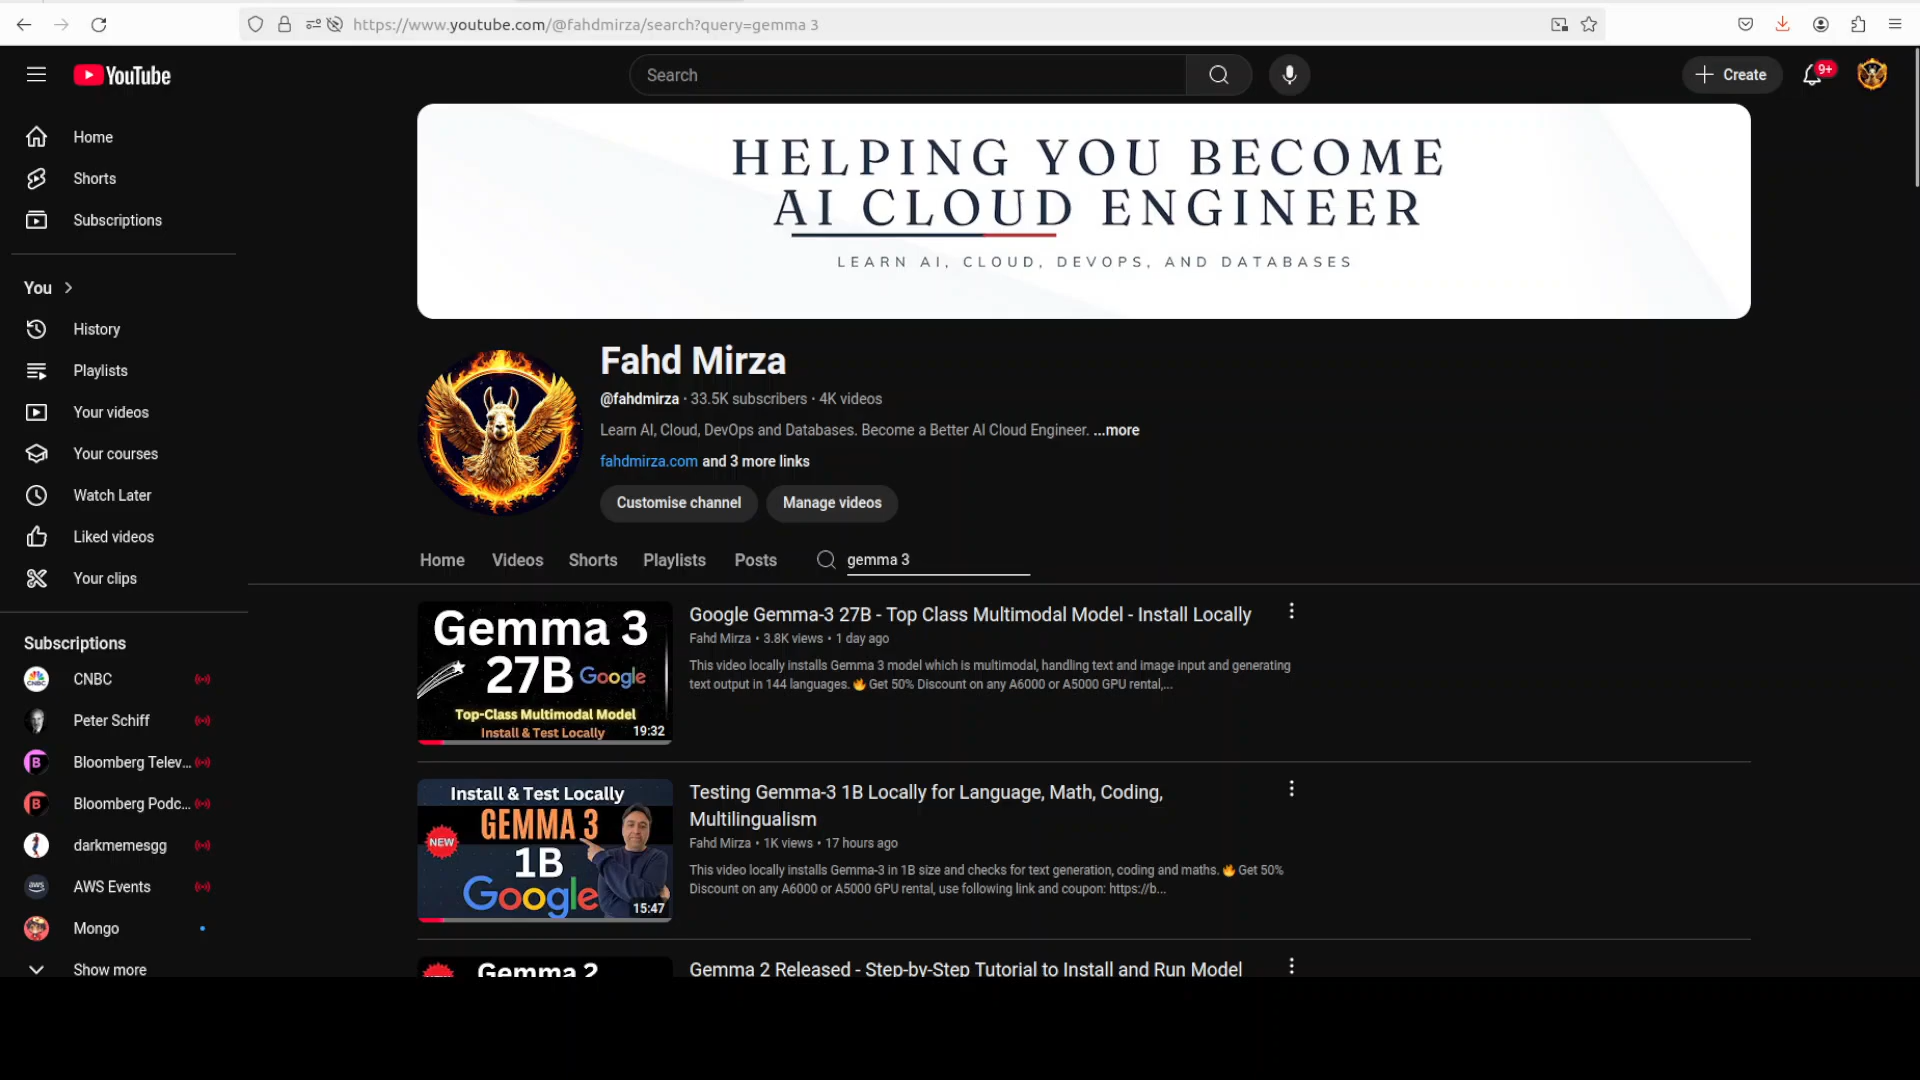 https://www.youtube.com/@fahdmirza/search?query=gemma 3
YouTube
Search
Create
9+
Home
Shorts
Subscriptions
You
History
Playlists
Your videos
Your courses
Watch Later
Liked videos
Your clips
Subscriptions
CNBC
Peter Schiff
Bloomberg Telev...
Bloomberg Podc...
darkmemesgg
AWS Events
Mongo
Show more
HELPING YOU BECOME
AI CLOUD ENGINEER
LEARN AI, CLOUD, DEVOPS, AND DATABASES
Fahd Mirza
@fahdmirza · 33.5K subscribers · 4K videos
Learn AI, Cloud, DevOps and Databases. Become a Better AI Cloud Engineer. ...more
fahdmirza.com and 3 more links
Customise channel
Manage videos
Home Videos Shorts Playlists Posts gemma 3
Gemma 3
27B Google
Top-Class Multimodal Model
Install & Test Locally
19:32
Google Gemma-3 27B - Top Class Multimodal Model - Install Locally
Fahd Mirza • 3.8K views • 1 day ago
This video locally installs Gemma 3 model which is multimodal, handling text and image input and generating
text output in 144 languages. 🔥 Get 50% Discount on any A6000 or A5000 GPU rental,...
Install & Test Locally
GEMMA 3
NEW
1B
Google
15:47
Testing Gemma-3 1B Locally for Language, Math, Coding,
Multilingualism
Fahd Mirza • 1K views • 17 hours ago
This video locally installs Gemma-3 in 1B size and checks for text generation, coding and maths. 🔥 Get 50%
Discount on any A6000 or A5000 GPU rental, use following link and coupon: https://b...
Gemma 2
Gemma 2 Released - Step-by-Step Tutorial to Install and Run Model